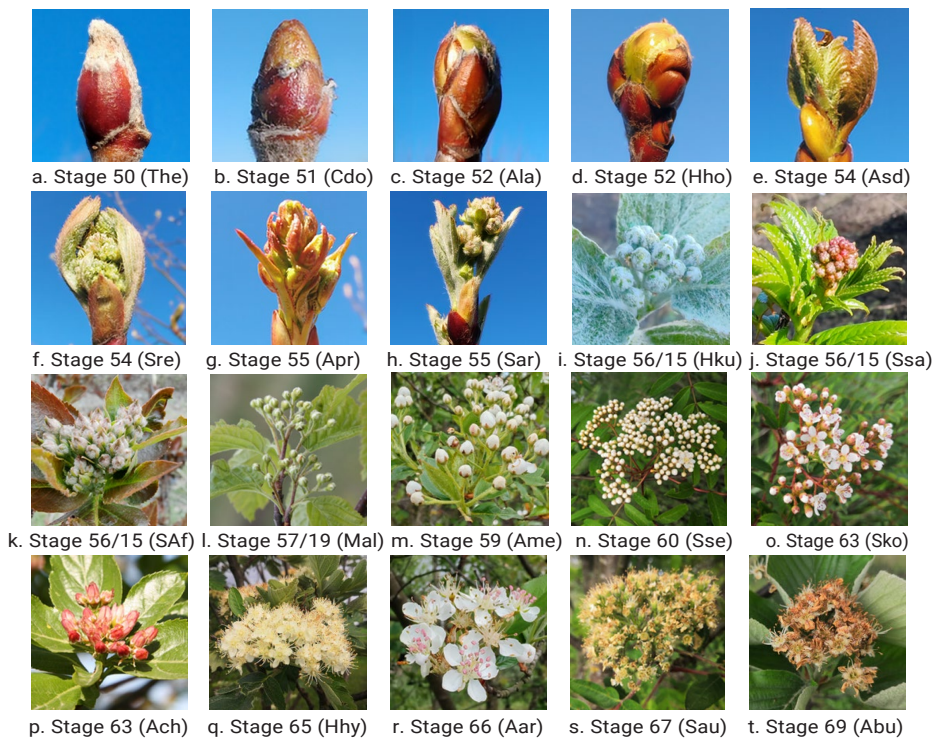 a. Stage 50 (The) b. Stage 51 (Cdo) c. Stage 52 (Ala) d. Stage 52 (Hho) e. Stage 54 (Asd)
f. Stage 54 (Sre) g. Stage 55 (Apr) h. Stage 55 (Sar) i. Stage 56/15 (Hku) j. Stage 56/15 (Ssa)
k. Stage 56/15 (SAf) l. Stage 57/19 (Mal) m. Stage 59 (Ame) n. Stage 60 (Sse) o. Stage 63 (Sko)
p. Stage 63 (Ach) q. Stage 65 (Hhy) r. Stage 66 (Aar) s. Stage 67 (Sau) t. Stage 69 (Abu)